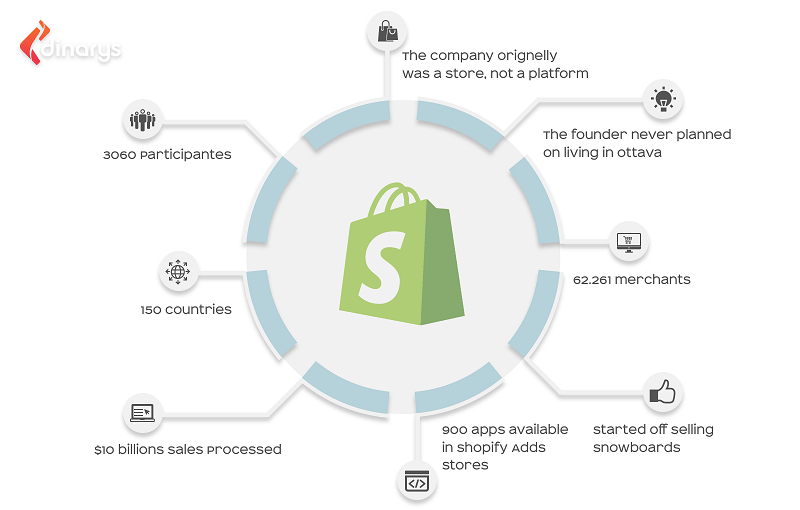 dinarys
The company orignelly
was a store, not a platform
The founder never planned
on living in ottava
3060 Participantes
62.261 merchants
150 countries
started off selling
snowboards
900 apps available
in shopify Adds
stores
$10 billions sales Processed
S